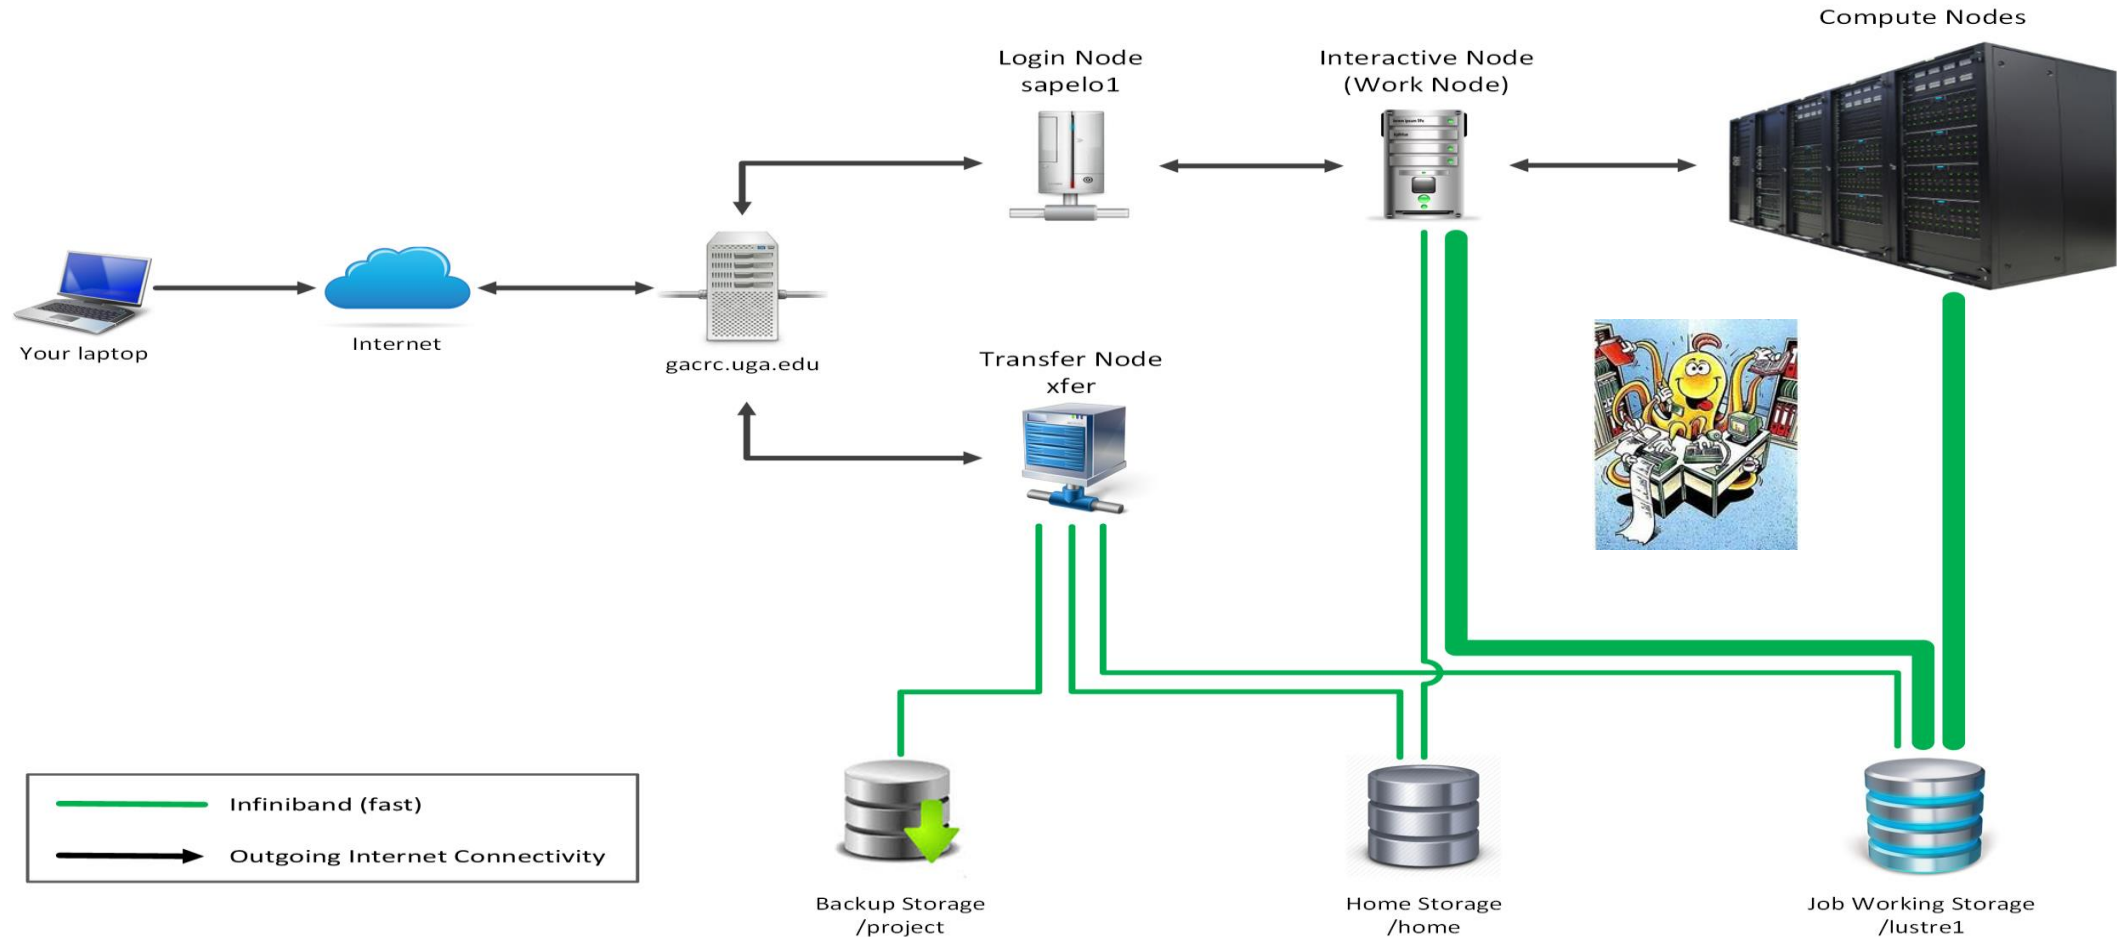 Compute Nodes
Login Node
sapelo1
Interactive Node
(Work Node)
Your laptop
Internet
gacrc.uga.edu
Transfer Node
xfer
Infiniband (fast)
Outgoing Internet Connectivity
Backup Storage
/project
Home Storage
/home
Job Working Storage
/lustre1